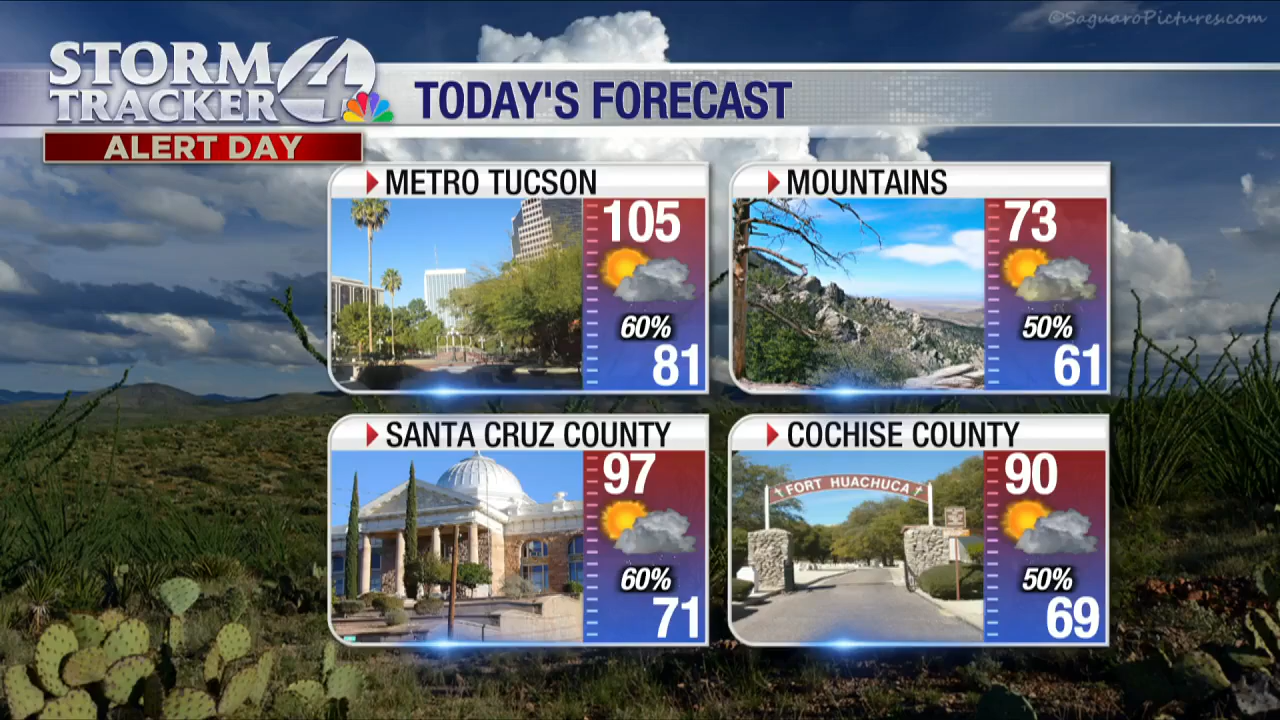 ©SaguaroPictures.com
STORM
TRACKER 4
ALERT DAY
TODAY'S FORECAST
METRO TUCSON
105
60%
81
MOUNTAINS
73
50%
61
SANTA CRUZ COUNTY
97
60%
71
COCHISE COUNTY
FORT HUACHUCA
90
50%
69